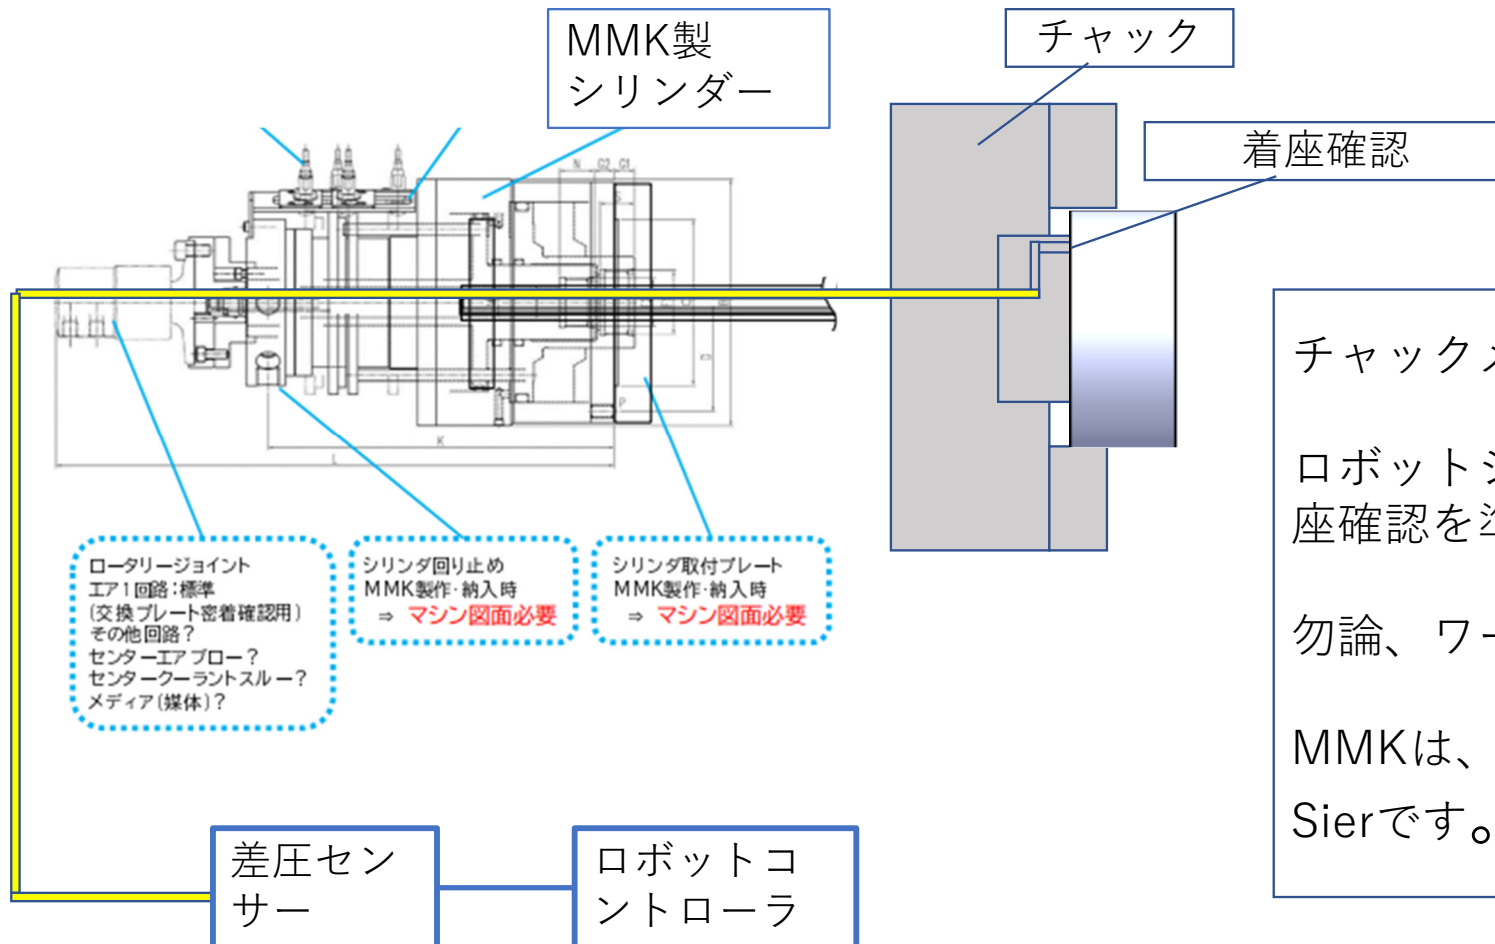 MMK製
シリンダー
チャック
着座確認
N G2 G1
K
L
D
P
ロータリージョイント
エア1回路:標準
(交換プレート密着確認用)
その他回路?
センターエアブロー?
センタークーラントスルー?
メディア(媒体)?
シリンダ回り止め
MMK製作・納入時
⇒ マシン図面必要
シリンダ取付プレート
MMK製作・納入時
⇒ マシン図面必要
差圧セン
サー
ロボットコ
ントローラ
チャック
ロボットシ
座確認を
勿論、ワー
MMKは、
Sierです。